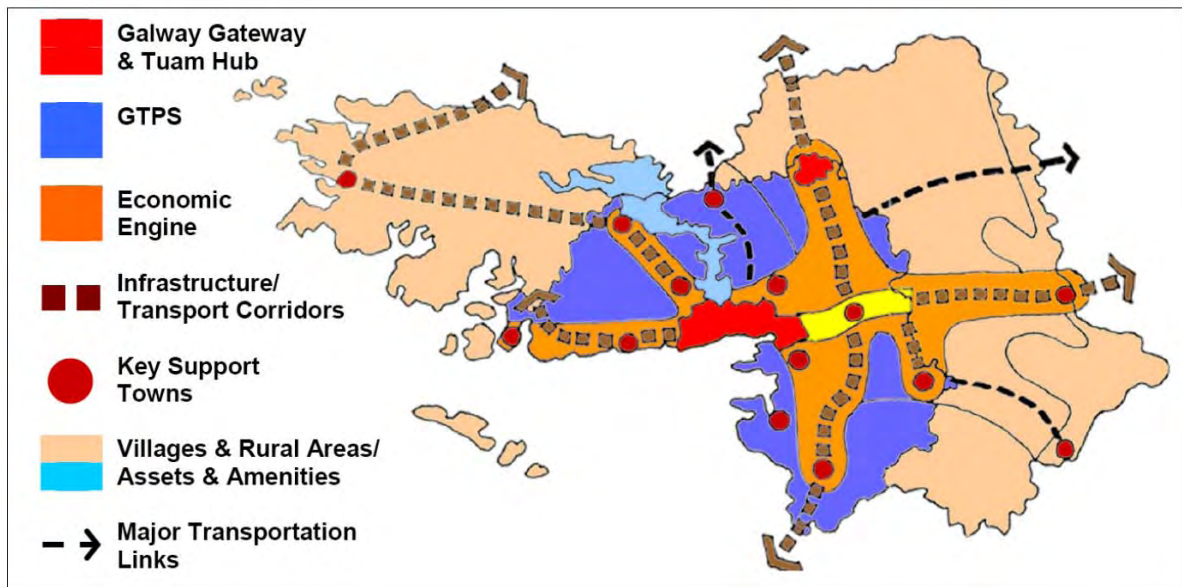 Galway Gateway
& Tuam Hub
GTPS
Economic
Engine
Infrastructure/
Transport Corridors
Key Support
Towns
Villages & Rural Areas/
Assets & Amenities
Major Transportation
Links